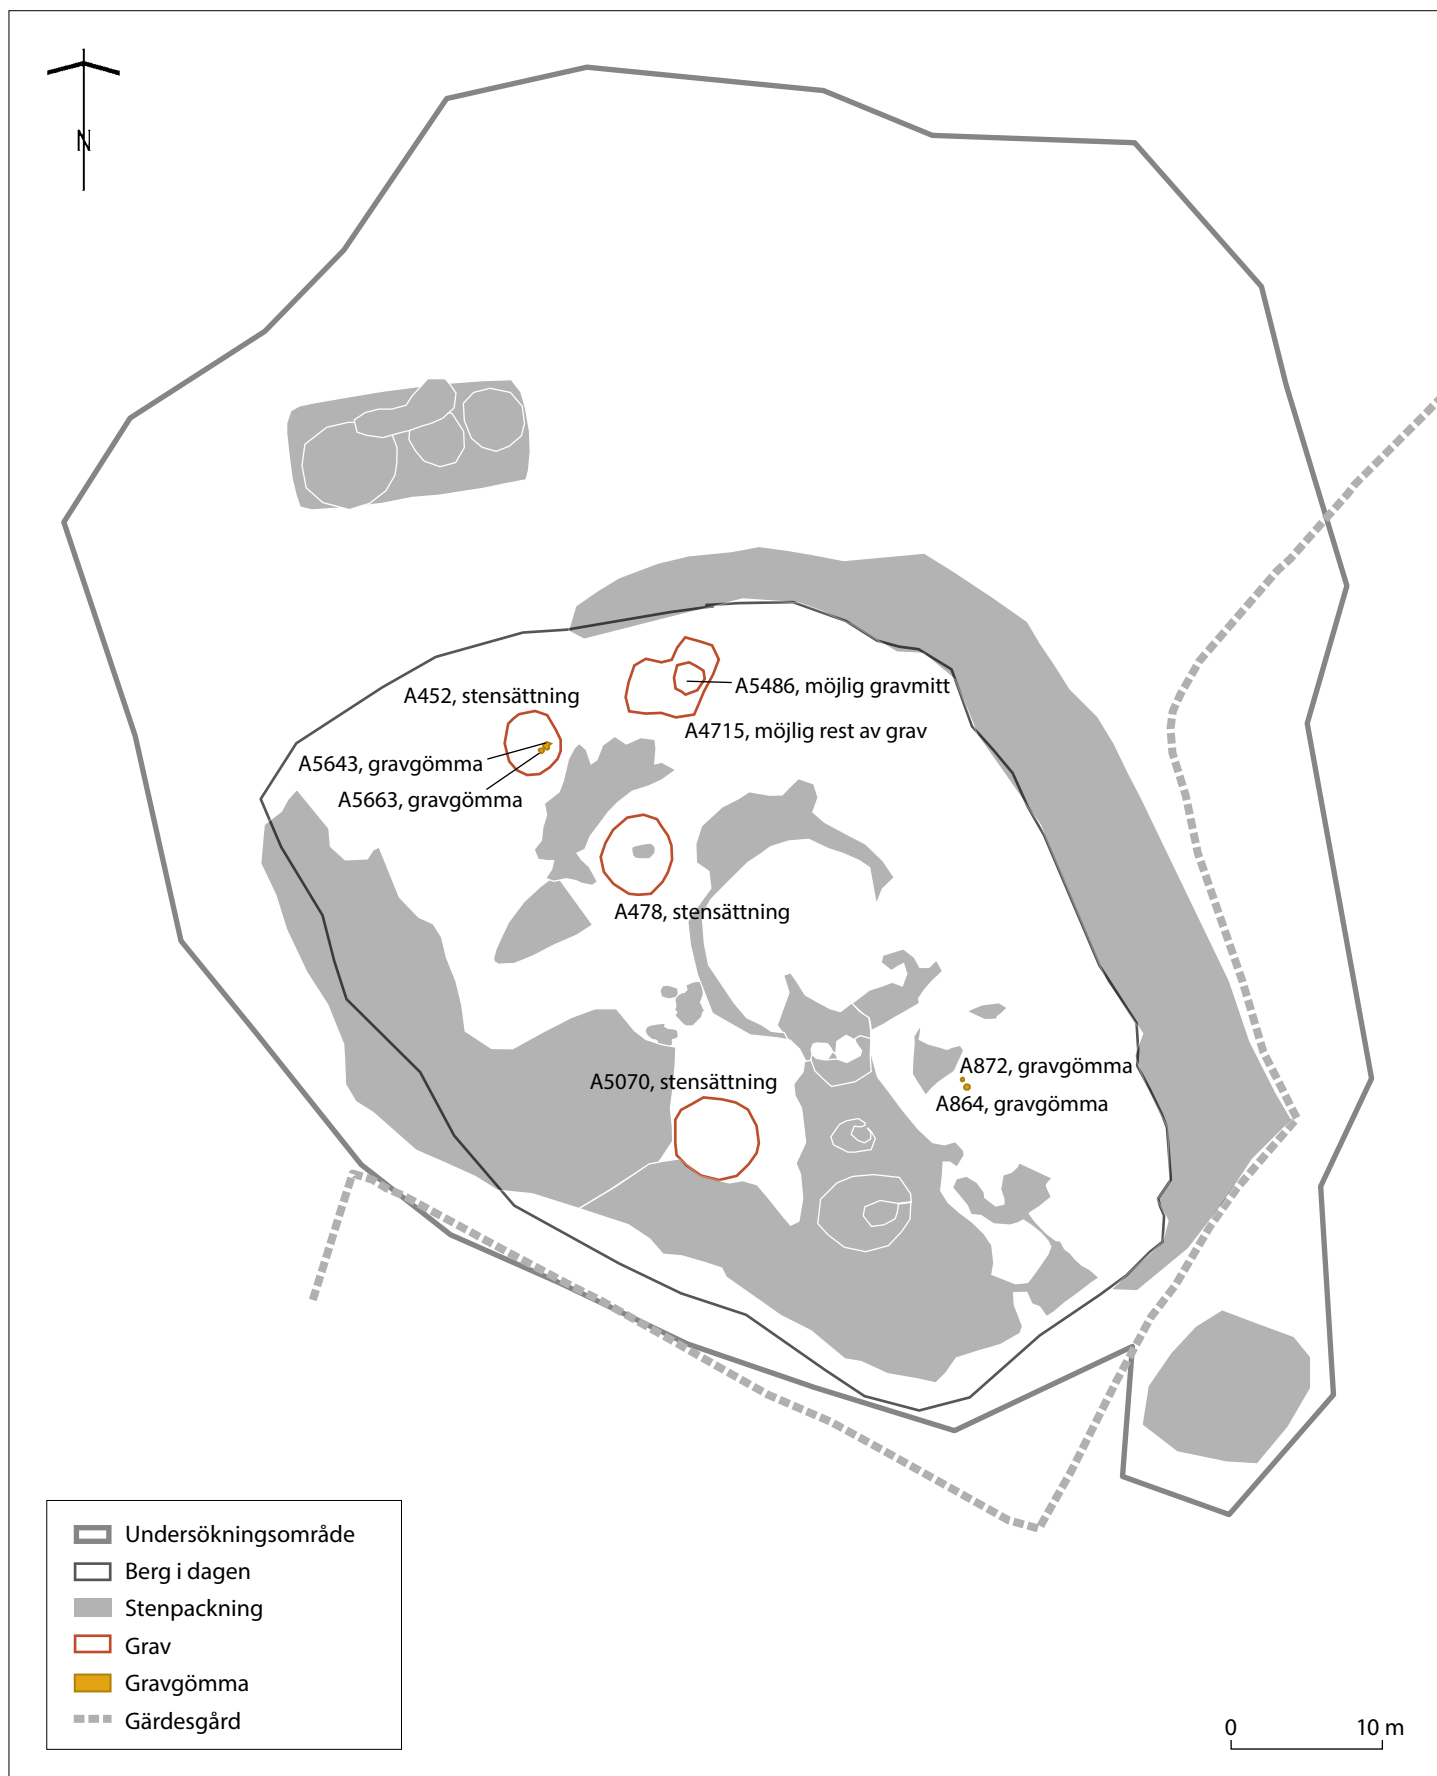 N
A5486, möjlig gravmitt
A452, stensättning
A4715, möjlig rest av grav
A5643, gravgömma
A5663, gravgömma
A478, stensättning
A872, gravgömma
A5070, stensättning
A864, gravgömma
Undersökningsområde
Berg i dagen
Stenpackning
Grav
Gravgömma
Gärdesgård
0 10 m